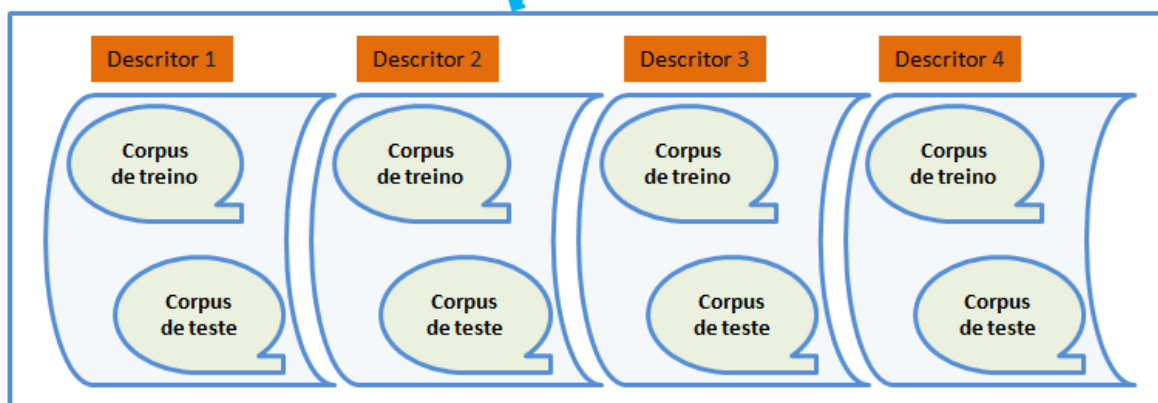 Descritor 1
Descritor 2
Descritor 3
Descritor 4
Corpus
de treino
Corpus
de treino
Corpus
de treino
Corpus
de treino
Corpus
de teste
Corpus
de teste
Corpus
de teste
Corpus
de teste